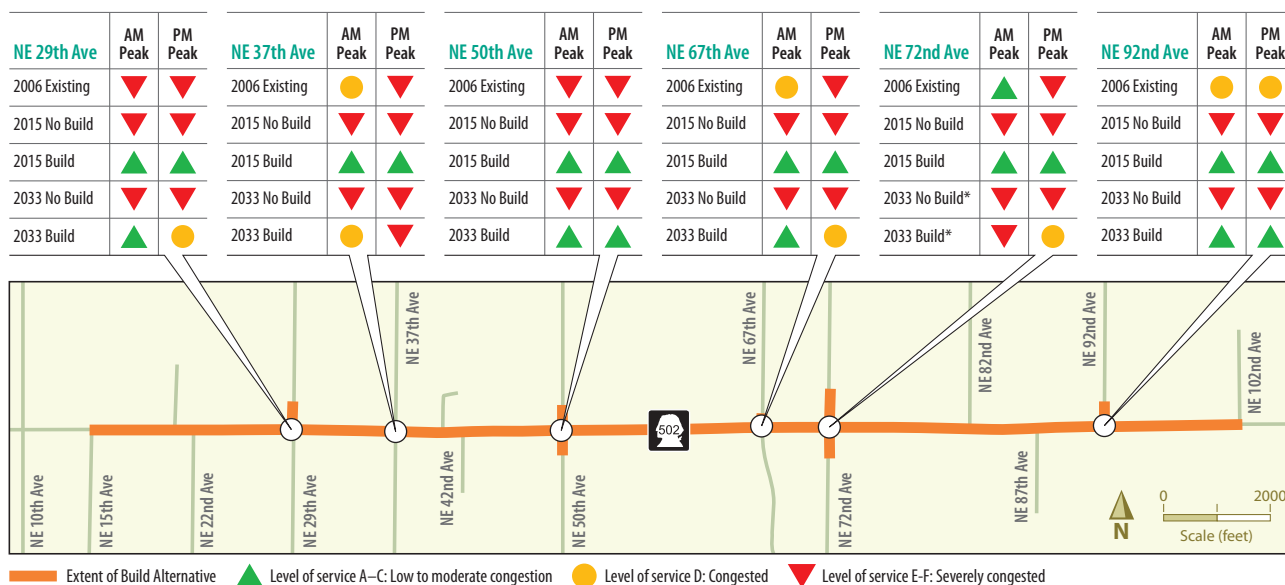 NE 29th Ave AM Peak PM Peak
2006 Existing
2015 No Build
2015 Build
2033 No Build
2033 Build
NE 37th Ave AM Peak PM Peak
2006 Existing
2015 No Build
2015 Build
2033 No Build
2033 Build
NE 50th Ave AM Peak PM Peak
2006 Existing
2015 No Build
2015 Build
2033 No Build
2033 Build
NE 67th Ave AM Peak PM Peak
2006 Existing
2015 No Build
2015 Build
2033 No Build
2033 Build
NE 72nd Ave AM Peak PM Peak
2006 Existing
2015 No Build
2015 Build
2033 No Build*
2033 Build*
NE 92nd Ave AM Peak PM Peak
2006 Existing
2015 No Build
2015 Build
2033 No Build
2033 Build
NE 37th Ave
NE 67th Ave
NE 82nd Ave
NE 92nd Ave
NE 102nd Ave
502
NE 10th Ave
NE 15th Ave
NE 22nd Ave
NE 29th Ave
NE 42nd Ave
NE 50th Ave
NE 72nd Ave
NE 87th Ave
N
0 2000
Scale (feet)
Extent of Build Alternative
Level of service A–C: Low to moderate congestion
Level of service D: Congested
Level of service E-F: Severely congested